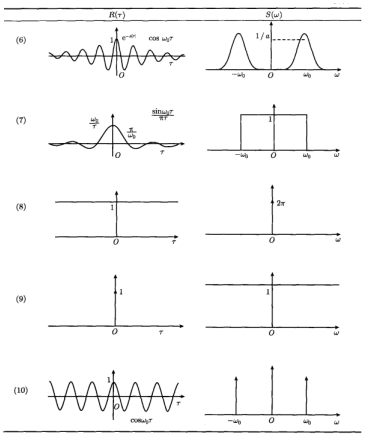 R(τ) S(ω)
(6) 1 e^{-a|τ|} cos ω₀τ τ O
1/a -ω₀ O ω₀ ω
(7) ω₀/τ sinω₀τ/πτ π/ω₀ O τ
1 -ω₀ O ω₀ ω
(8) 1 O τ
2π O ω
(9) 1 O τ
1 O ω
(10) 1 O τ
cosω₀τ
-ω₀ O ω₀ ω